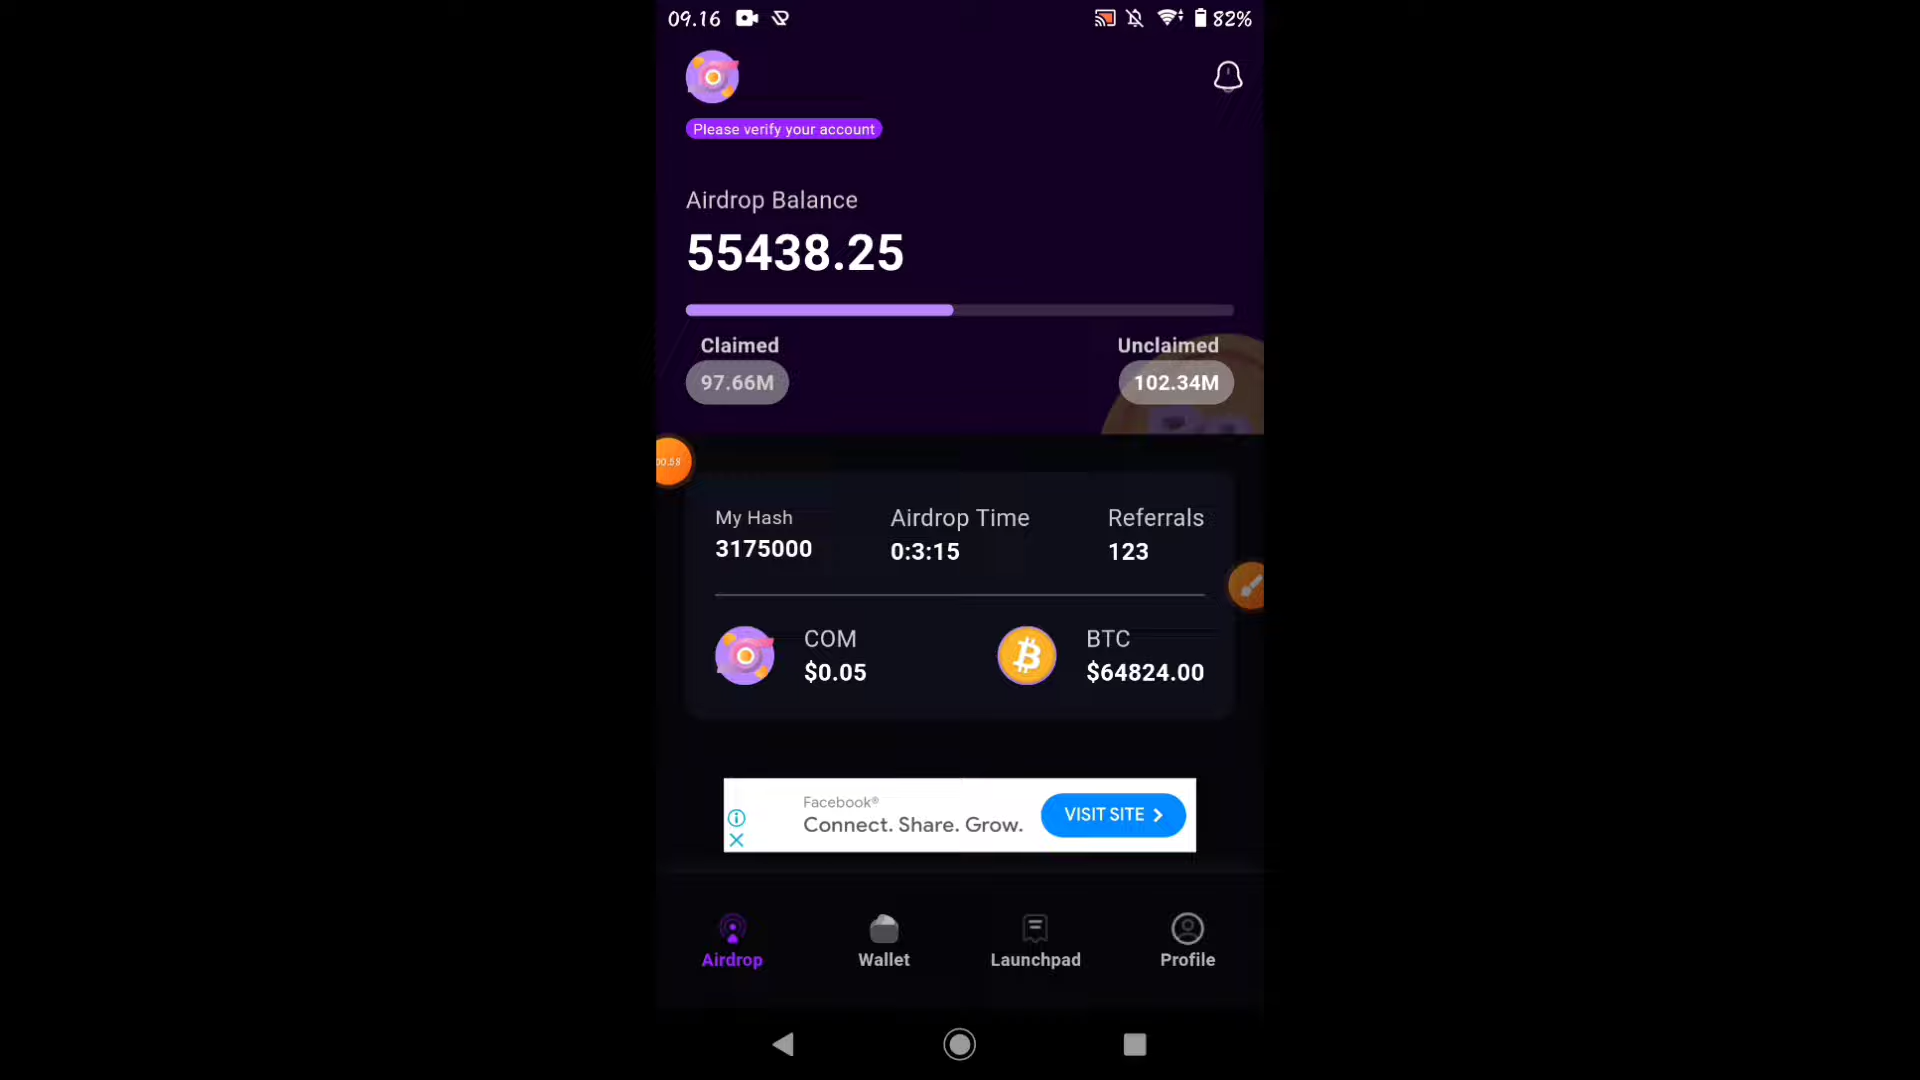 09.16 82%
Please verify your account
Airdrop Balance
55438.25
Claimed Unclaimed
97.66M 102.34M
My Hash Airdrop Time Referrals
3175000 0:3:15 123
COM BTC
$0.05 $64824.00
Facebook®
Connect. Share. Grow. VISIT SITE
Airdrop Wallet Launchpad Profile